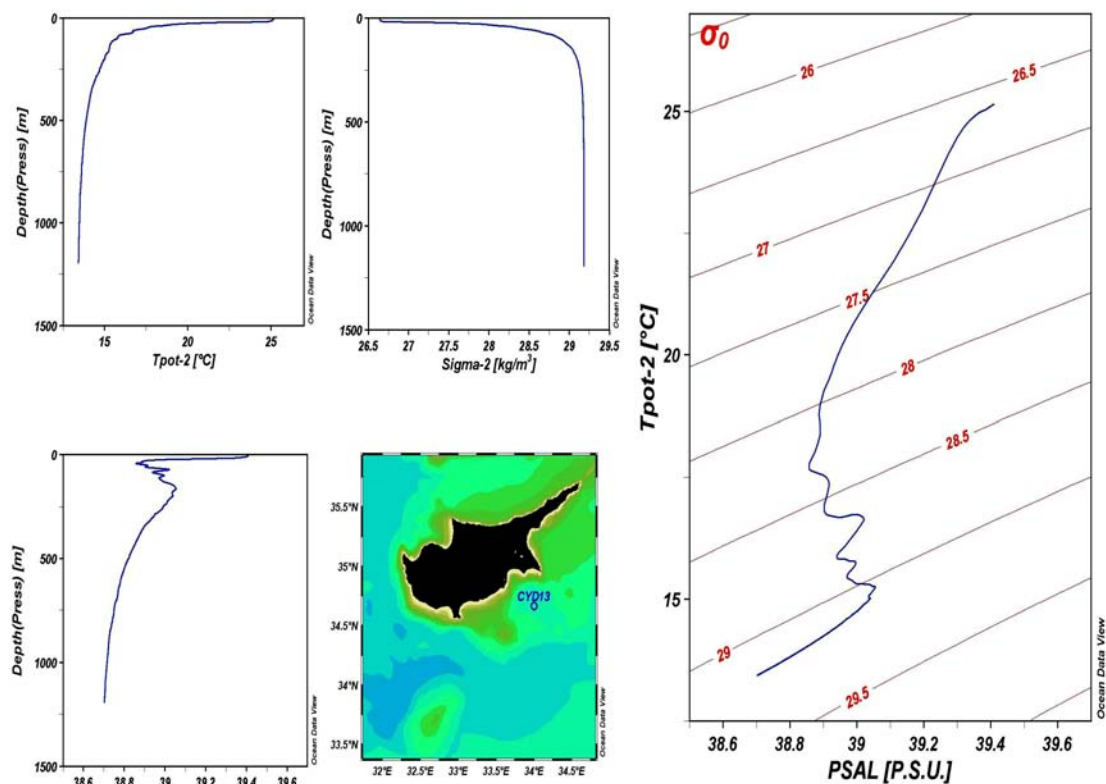 0
500
1000
1500
Depth(Press) [m]
15
20
25
Tpot-2 [°C]
Ocean Data View
0
500
1000
1500
Depth(Press) [m]
26.5
27
27.5
28
28.5
29
29.5
Sigma-2 [kg/m³]
Ocean Data View
0
500
1000
1500
Depth(Press) [m]
38.6
38.8
39
39.2
39.4
39.6
Ocean Data View
35.5°N
35°N
34.5°N
34°N
33.5°N
32°E
32.5°E
33°E
33.5°E
34°E
34.5°E
CYD13
σ0
26
26.5
27
27.5
28
28.5
29
29.5
25
20
15
Tpot-2 [°C]
38.6
38.8
39
39.2
39.4
39.6
PSAL [P.S.U.]
Ocean Data View